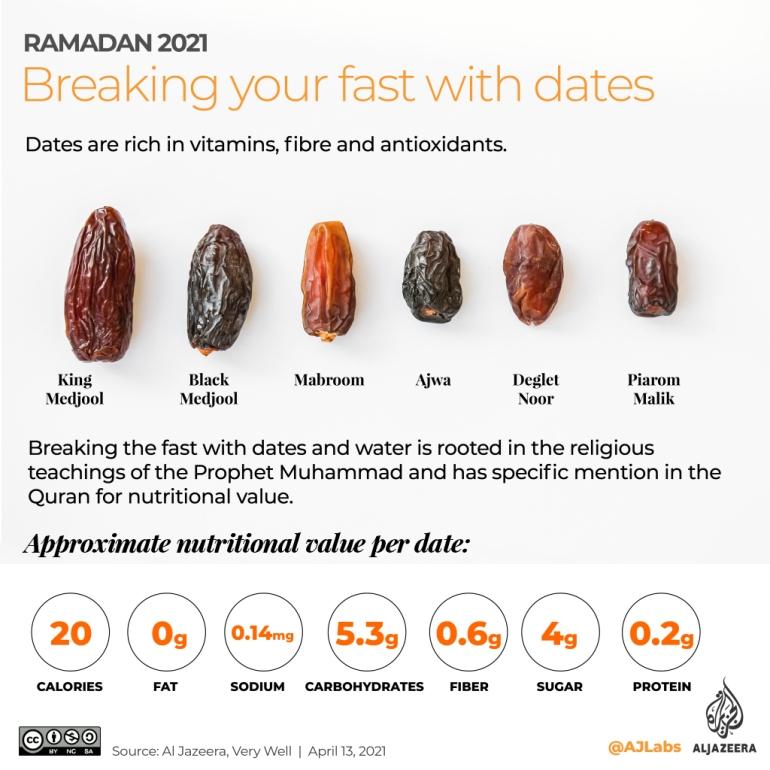 RAMADAN 2021
Breaking your fast with dates
Dates are rich in vitamins, fibre and antioxidants.
King
Medjool
Black
Medjool
Mabroom
Ajwa
Deglet
Noor
Piarom
Malik
Breaking the fast with dates and water is rooted in the religious
teachings of the Prophet Muhammad and has specific mention in the
Quran for nutritional value.
Approximate nutritional value per date:
20
CALORIES
0g
FAT
0.14mg
SODIUM
5.3g
CARBOHYDRATES
0.6g
FIBER
4g
SUGAR
0.2g
PROTEIN
cc BY NC SA
Source: Al Jazeera, Very Well | April 13, 2021
@AJLabs
الجزيرة
ALJAZEERA